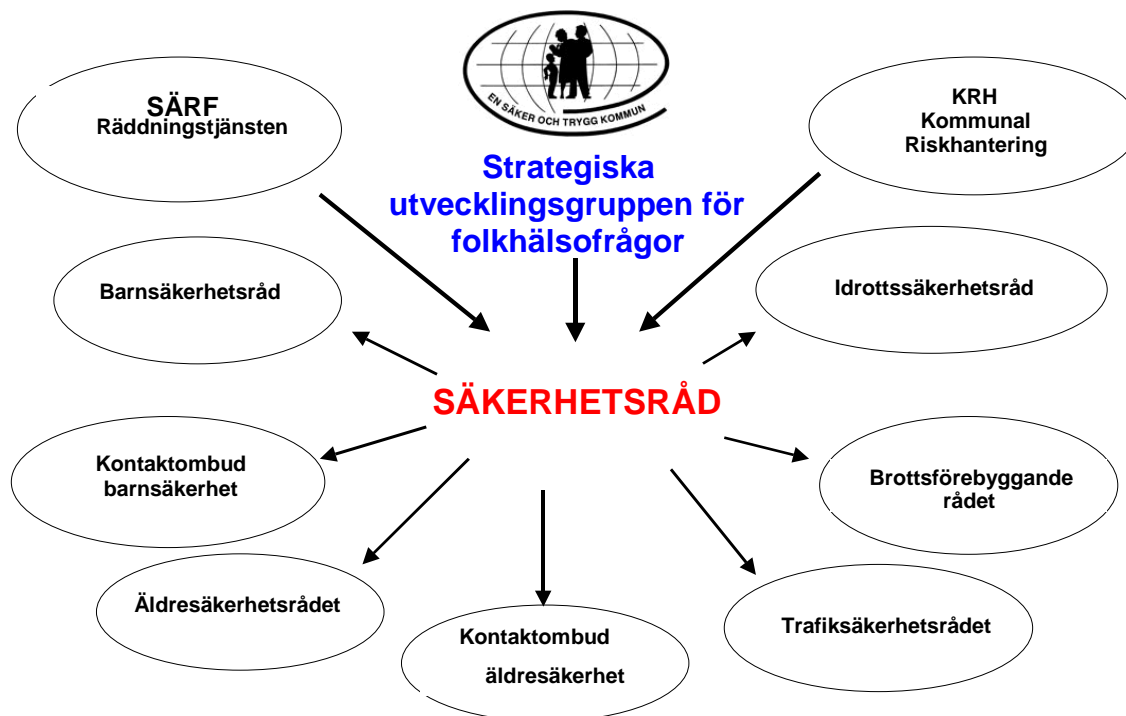 EN SÄKER OCH TRYGG KOMMUN
SÄRF
Räddningstjänsten
KRH
Kommunal
Riskhantering
Strategiska
utvecklingsgruppen för
folkhälsofrågor
Barnsäkerhetsråd
Idrottssäkerhetsråd
SÄKERHETSRÅD
Kontaktombud
barnsäkerhet
Brottsförebyggande
rådet
Äldresäkerhetsrådet
Kontaktombud
äldresäkerhet
Trafiksäkerhetsrådet